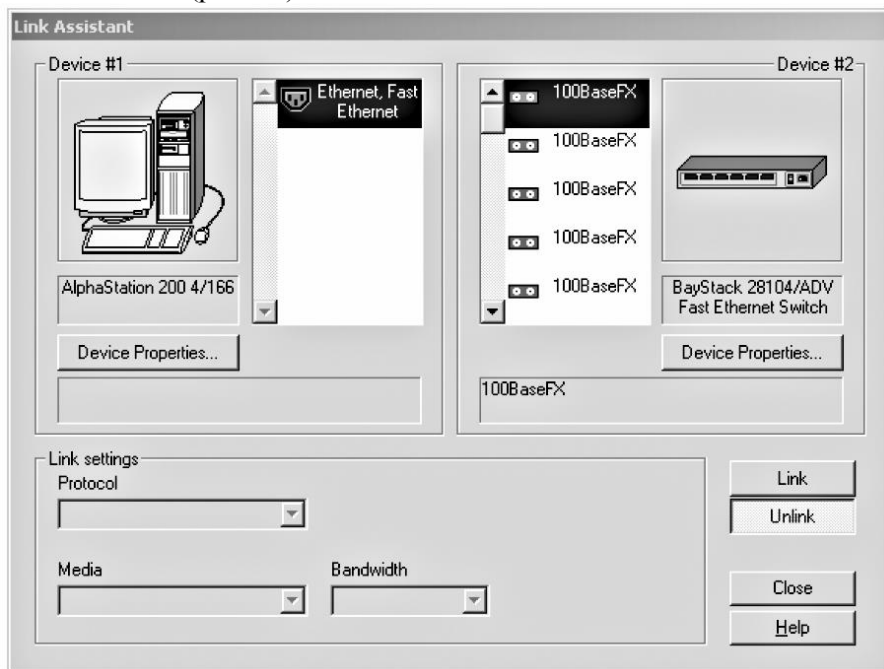 Link Assistant
Device #1
Ethernet, Fast
Ethernet
AlphaStation 200 4/166
Device Properties...
Device #2
100BaseFX
100BaseFX
100BaseFX
100BaseFX
100BaseFX
BayStack 28104/ADV
Fast Ethernet Switch
Device Properties...
100BaseFX
Link settings
Protocol
Media
Bandwidth
Link
Unlink
Close
Help